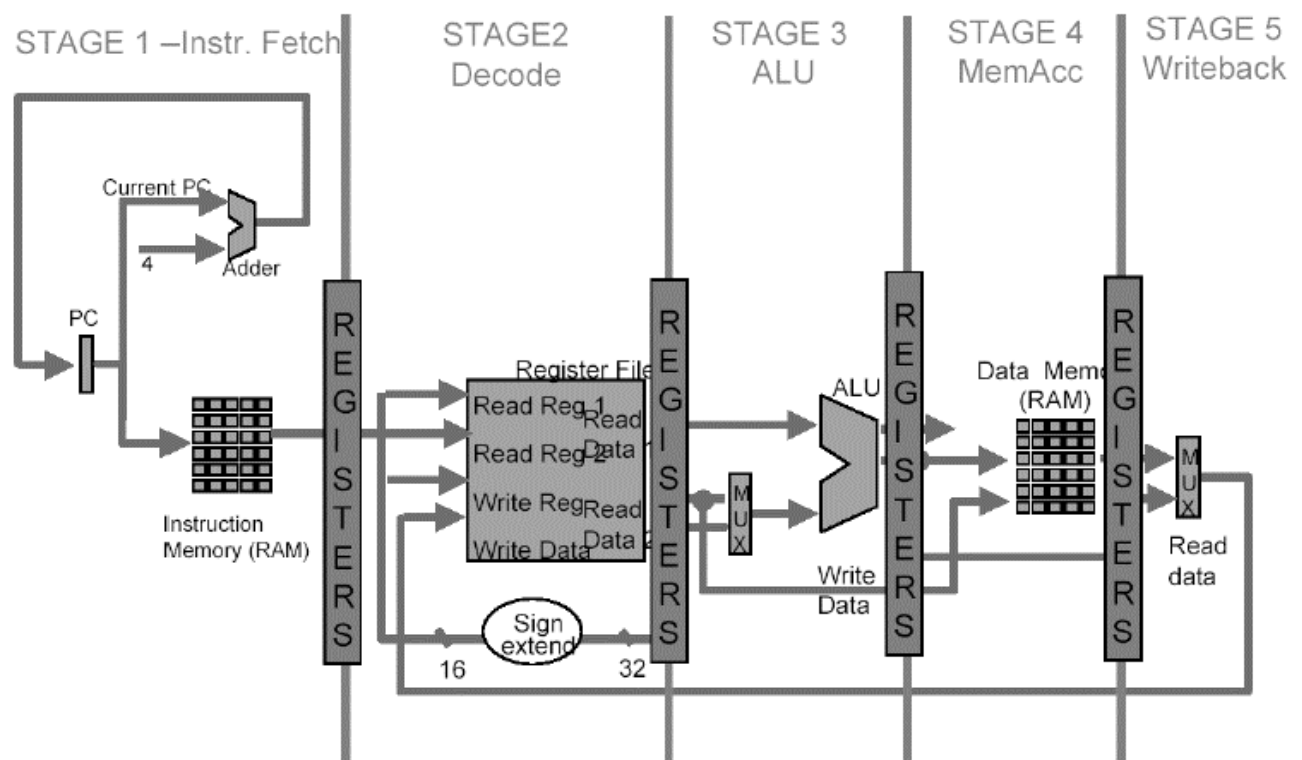 STAGE 1 –Instr. Fetch
STAGE2
Decode
STAGE 3
ALU
STAGE 4
MemAcc
STAGE 5
Writeback
Current PC
4
Adder
PC
Instruction
Memory (RAM)
REGISTERS
Register File
Read Reg 1
Read Reg 2
Write Reg
Write Data
Read
Data
Read
Data 2
Sign
extend
16
32
REGISTERS
MUX
ALU
Write
Data
REGISTERS
Data Memo
(RAM)
REGISTERS
MUX
Read
data